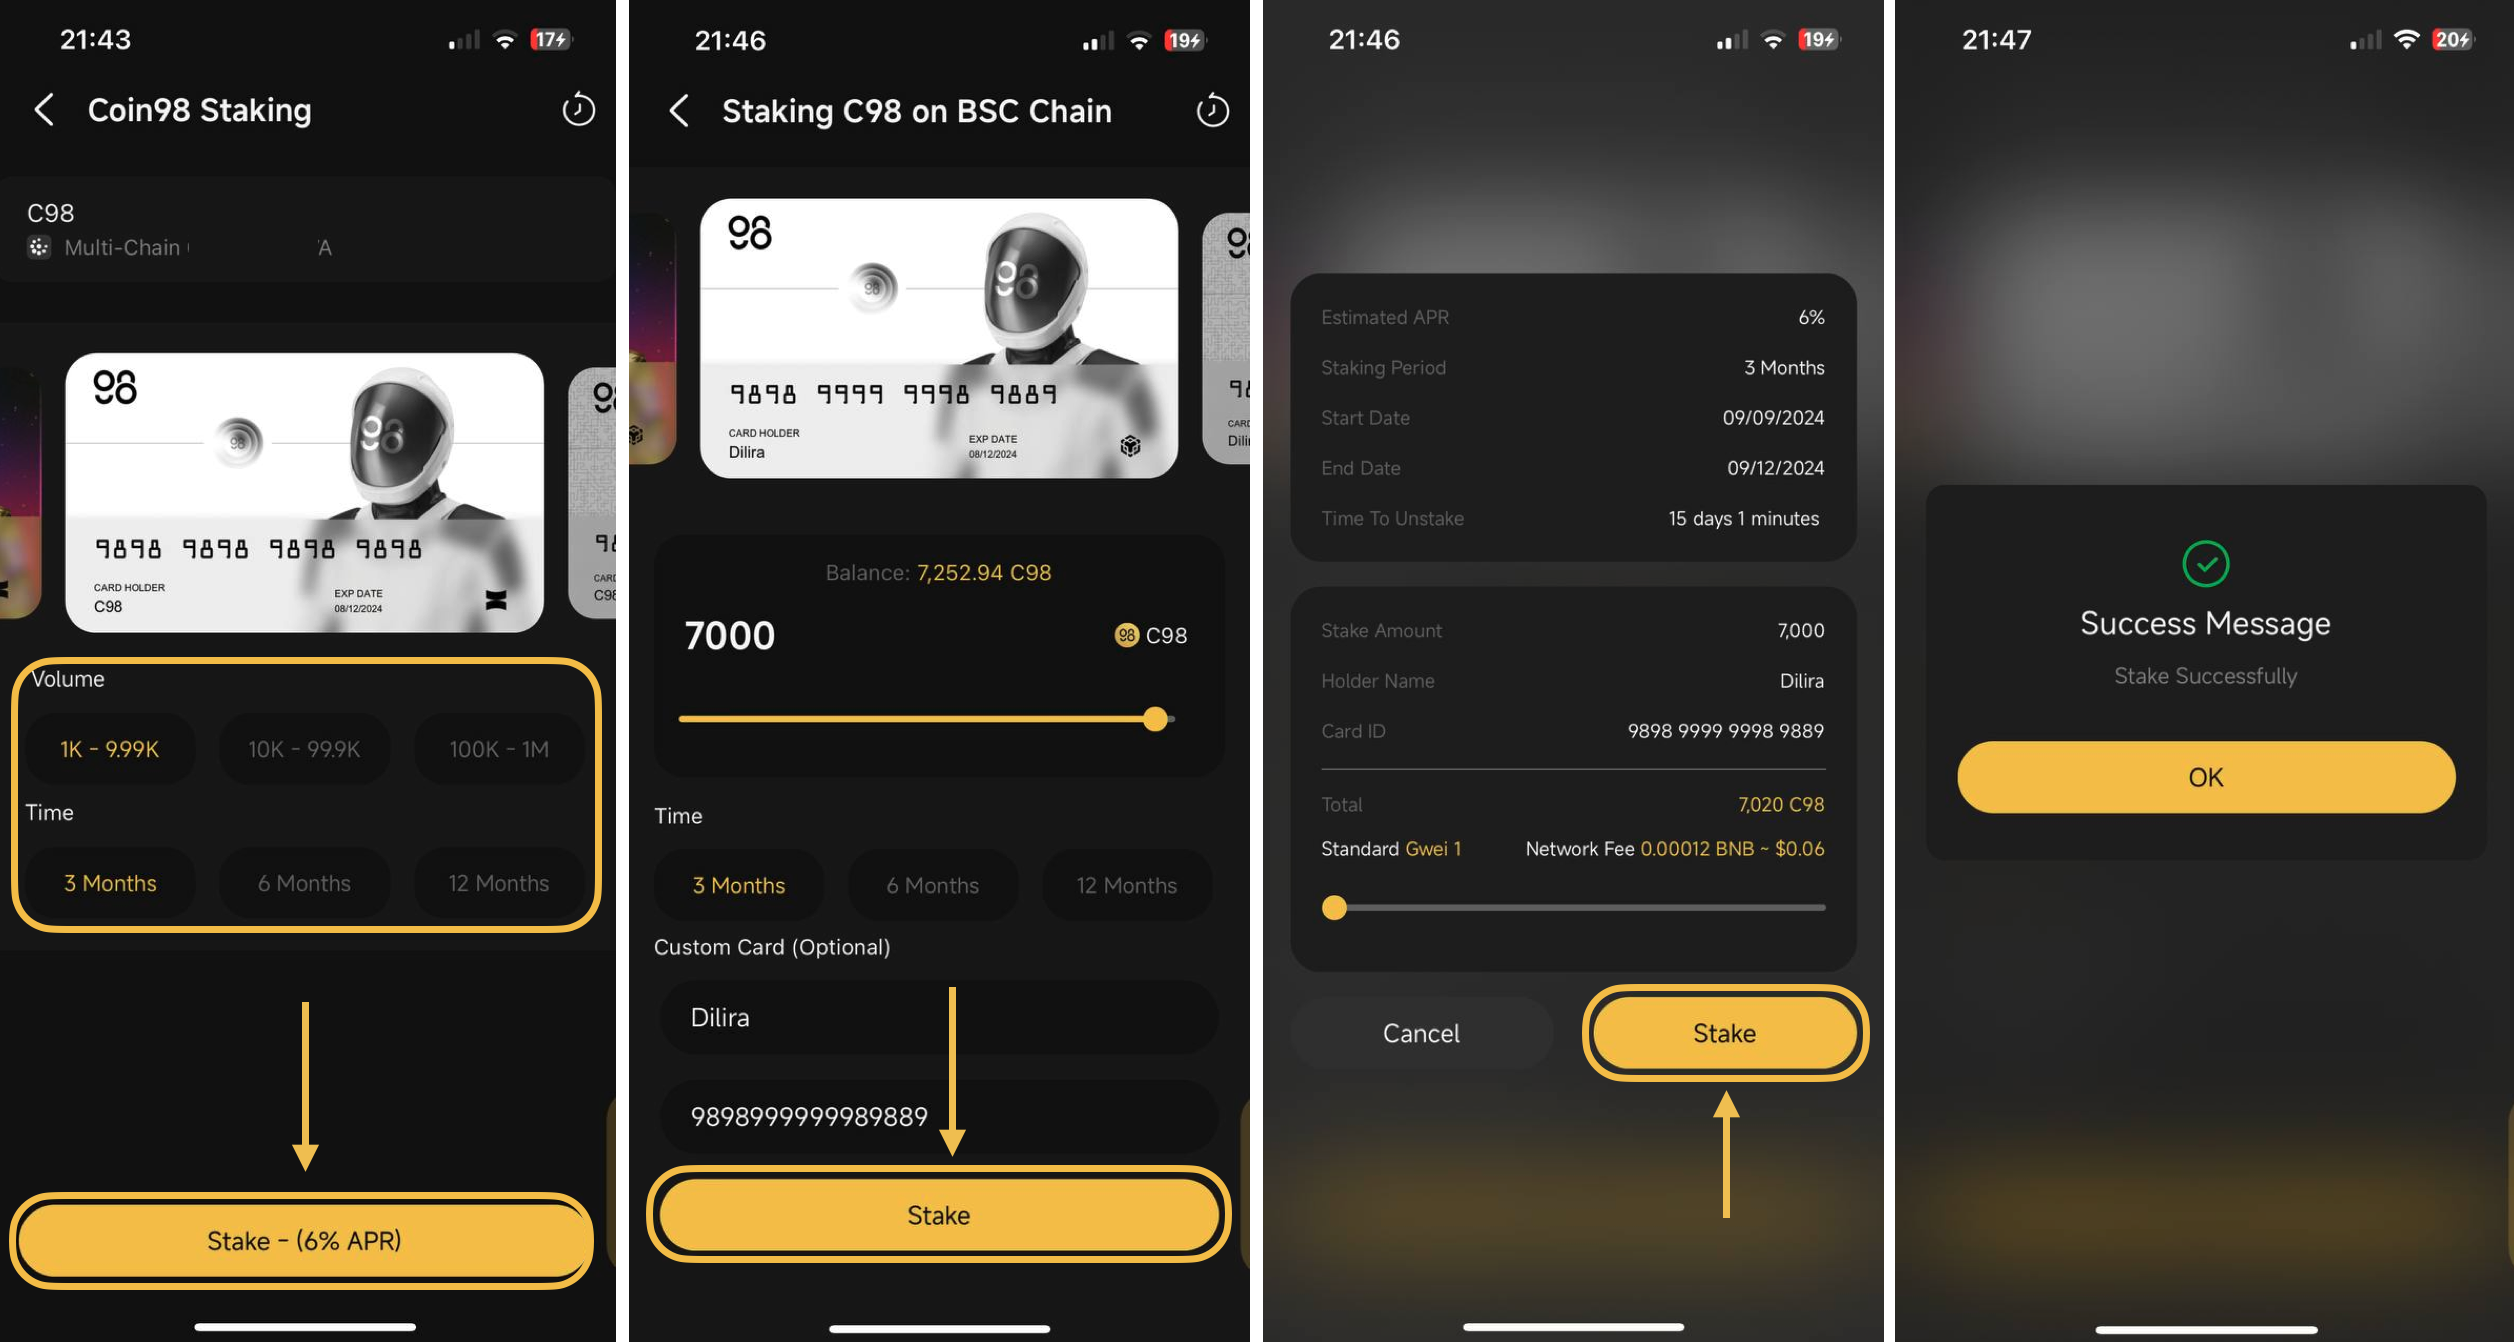 21:43
17
Coin98 Staking
C98
Multi-Chain
98
98
98
9898 9898 9898 9898
CARD HOLDER
C98
EXP DATE
08/12/2024
Volume
1K - 9.99K
10K - 99.9K
100K - 1M
Time
3 Months
6 Months
12 Months
Stake - (6% APR)
21:46
19
Staking C98 on BSC Chain
98
98
98
9898 9999 9998 9889
CARD HOLDER
Dilira
EXP DATE
08/12/2024
Balance: 7,252.94 C98
7000
98 C98
Time
3 Months
6 Months
12 Months
Custom Card (Optional)
Dilira
9898999999989889
Stake
21:46
19
Estimated APR 6%
Staking Period 3 Months
Start Date 09/09/2024
End Date 09/12/2024
Time To Unstake 15 days 1 minutes
Stake Amount 7,000
Holder Name Dilira
Card ID 9898 9999 9998 9889
Total 7,020 C98
Standard Gwei 1 Network Fee 0.00012 BNB ~ $0.06
Cancel
Stake
21:47
20
Success Message
Stake Successfully
OK